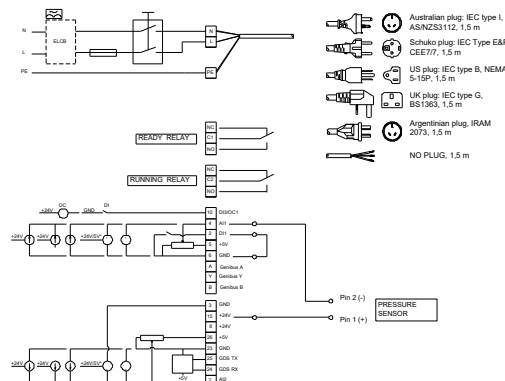 N
ELCB
L
PE
N
L
PE
Australian plug: IEC type I,
AS/NZS3112, 1,5 m
Schuko plug: IEC Type E&F
CEE7/7, 1,5 m
US plug: IEC type B, NEMA
5-15P, 1,5 m
UK plug: IEC type G,
BS1363, 1,5 m
Argentinian plug, IRAM
2073, 1,5 m
NO PLUG, 1,5 m
READY RELAY
NC
C1
NO
RUNNING RELAY
NC
C2
NO
+24V
OC
GND
DI
10 DI3/OC1
4 AI1
2 DI1
5 +5V
6 GND
A Genibus A
Y Genibus Y
B Genibus B
+24V +24V +24V/5V*
3 GND
15 +24V
8 +24V
26 +5V
23 GND
25 GDS TX
24 GDS RX
7 AI2
+24V +24V +24V/5V*
+5V
Pin 2 (-)
Pin 1 (+)
PRESSURE
SENSOR